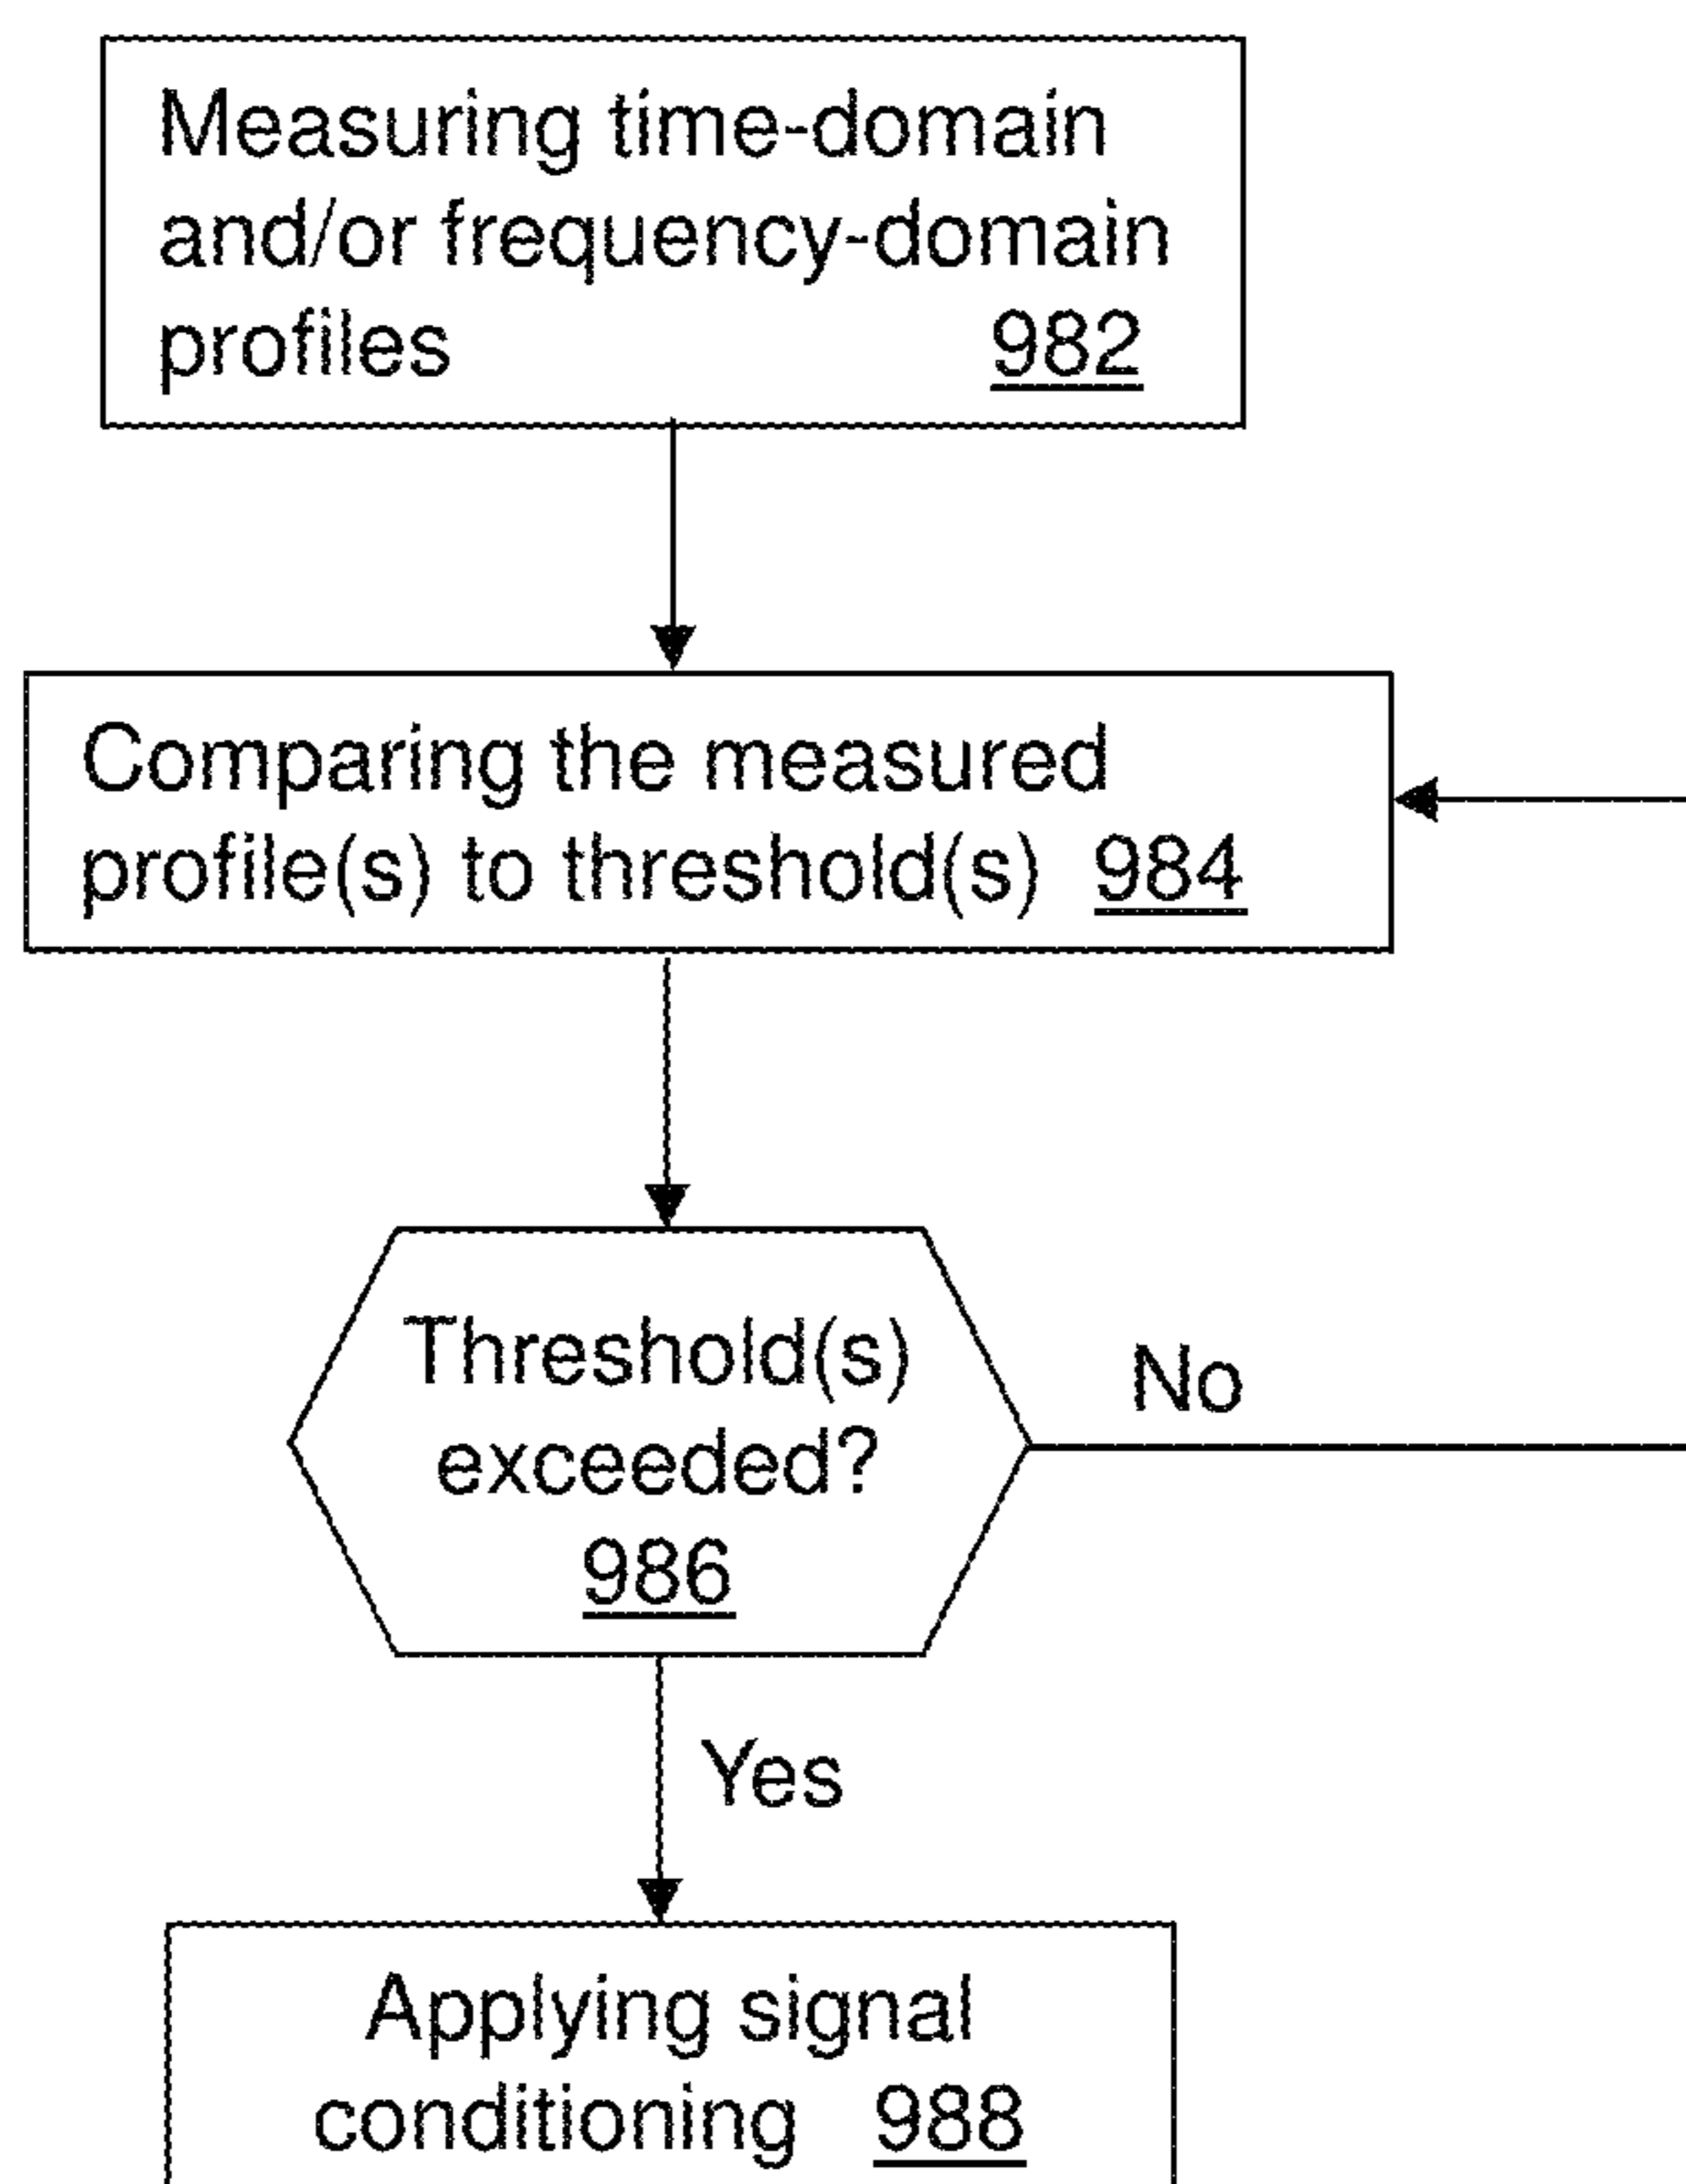 Measuring time-domain
and/or frequency-domain
profiles 982
Comparing the measured
profile(s) to threshold(s) 984
Threshold(s)
exceeded?
986
No
Yes
Applying signal
conditioning 988